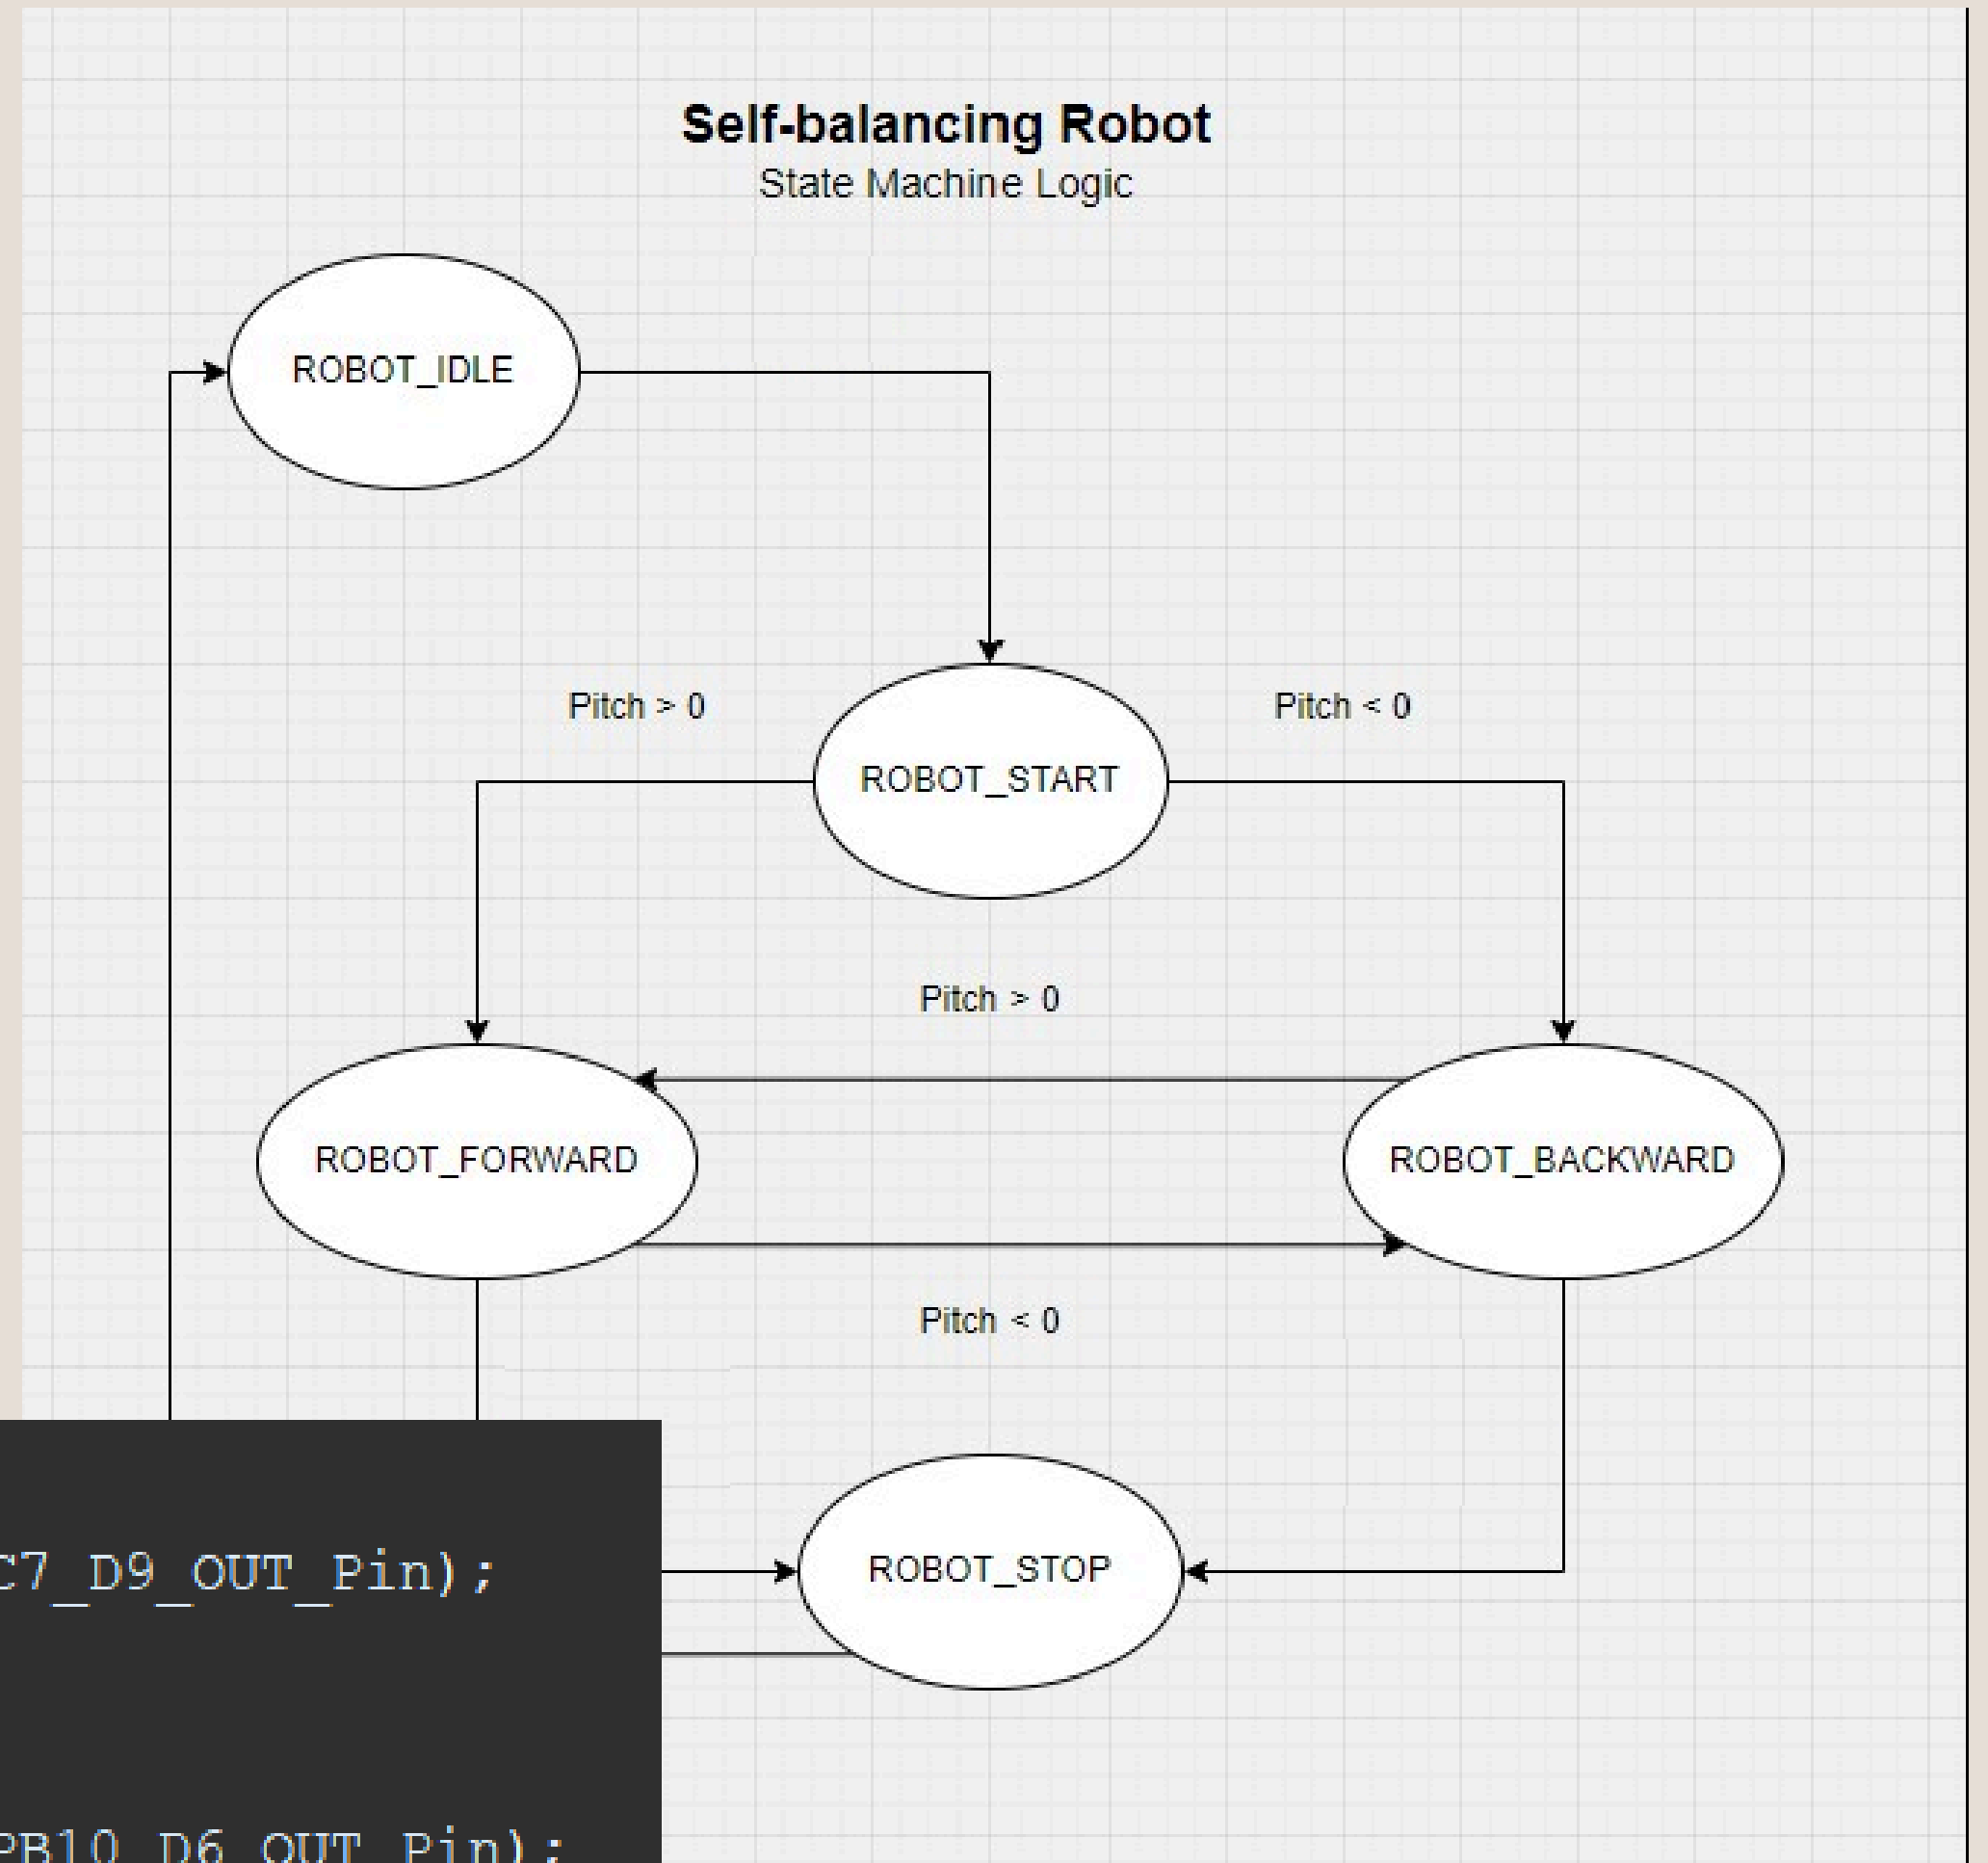 Self-balancing Robot
State Machine Logic
ROBOT_IDLE
Pitch > 0
Pitch < 0
ROBOT_START
Pitch > 0
ROBOT_FORWARD
ROBOT_BACKWARD
Pitch < 0
ROBOT_STOP
C7_D9_OUT_Pin);
PB10_D6_OUT_Pin);